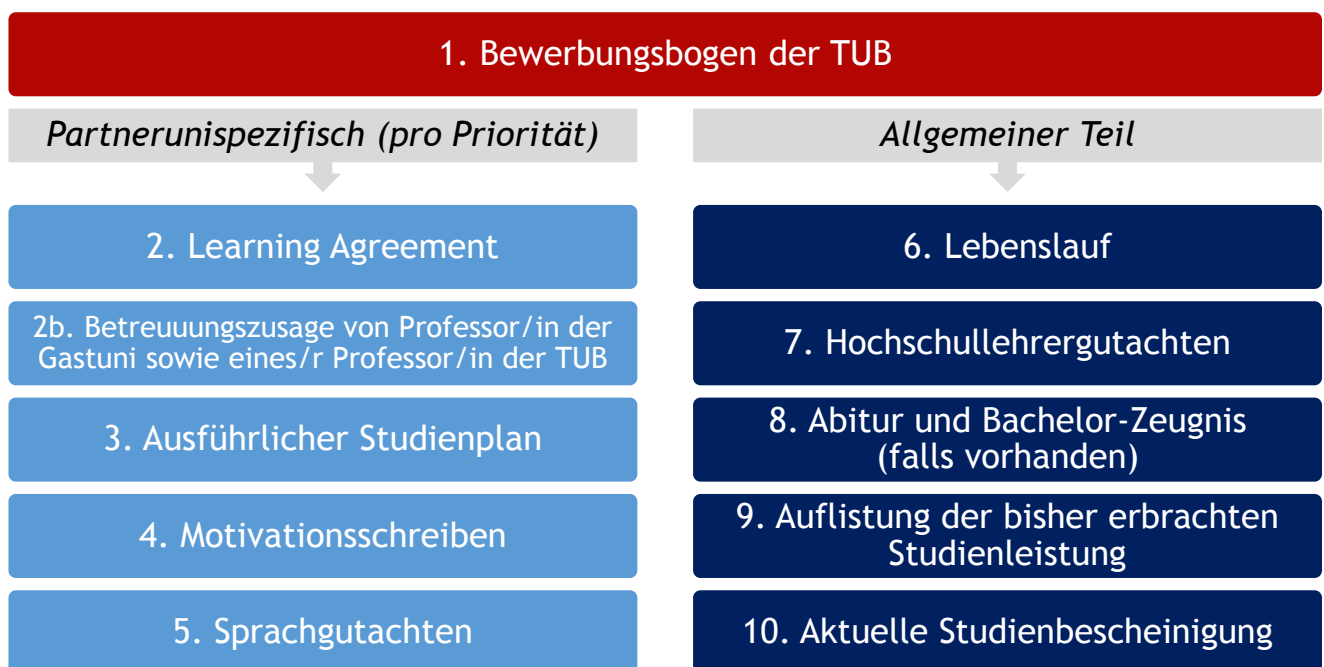 1. Bewerbungsbogen der TUB
Partnerunispezifisch (pro Priorität)
2. Learning Agreement
2b. Betreuuungszusage von Professor/in der
Gastuni sowie eines/r Professor/in der TUB
3. Ausführlicher Studienplan
4. Motivationsschreiben
5. Sprachgutachten
Allgemeiner Teil
6. Lebenslauf
7. Hochschullehrergutachten
8. Abitur und Bachelor-Zeugnis
(falls vorhanden)
9. Auflistung der bisher erbrachten
Studienleistung
10. Aktuelle Studienbescheinigung